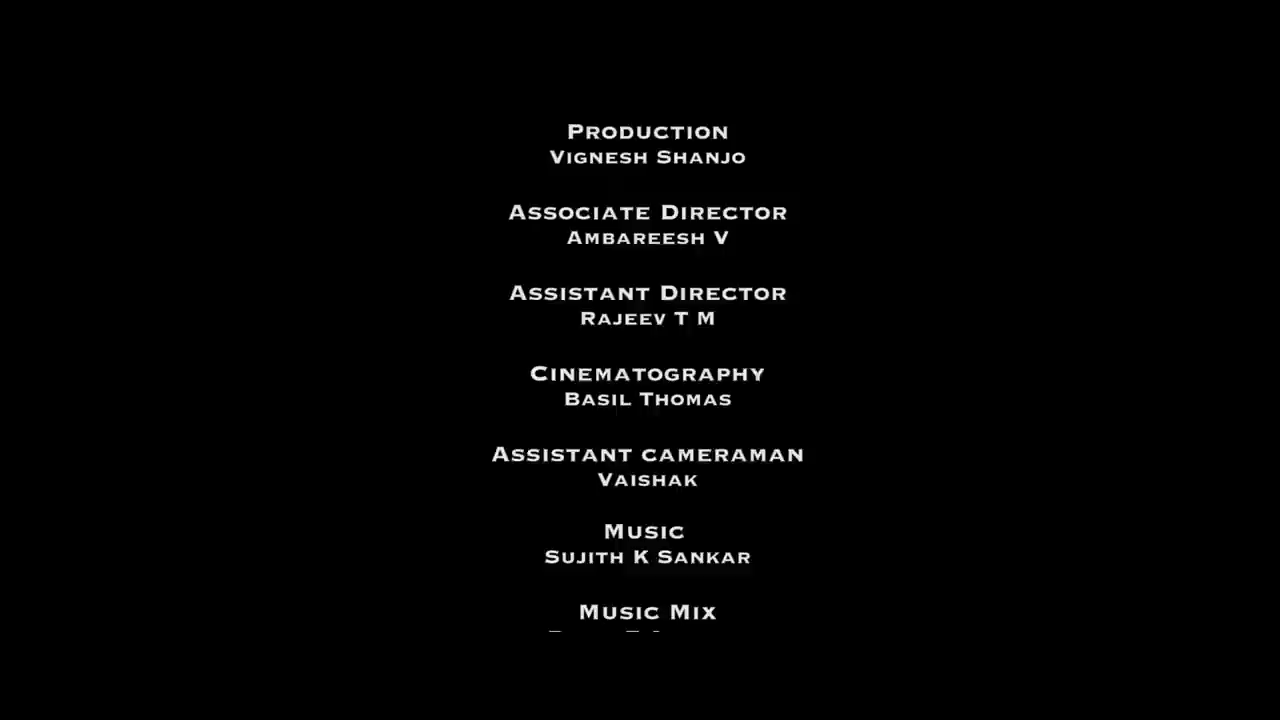 Production
Vignesh Shanjo
Associate Director
Ambareesh V
Assistant Director
Rajeev T M
Cinematography
Basil Thomas
Assistant cameraman
Vaishak
Music
Sujith K Sankar
Music Mix